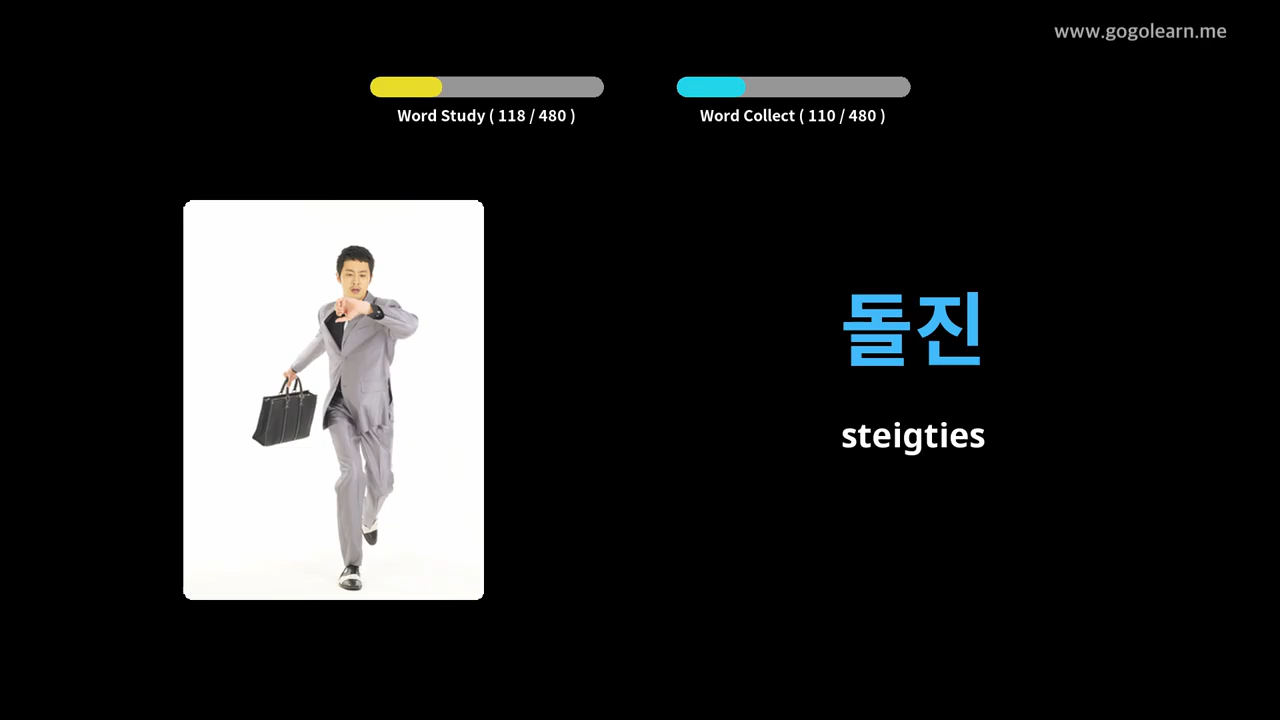 www.gogolearn.me
Word Study ( 118 / 480 )
Word Collect ( 110 / 480 )
돌진
steigties